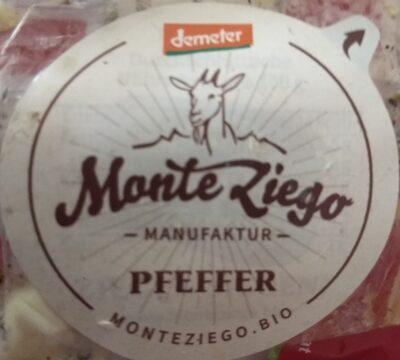 demeter
Monte Ziego
MANUFAKTUR
PFEFFER
MONTEZIEGO.BIO